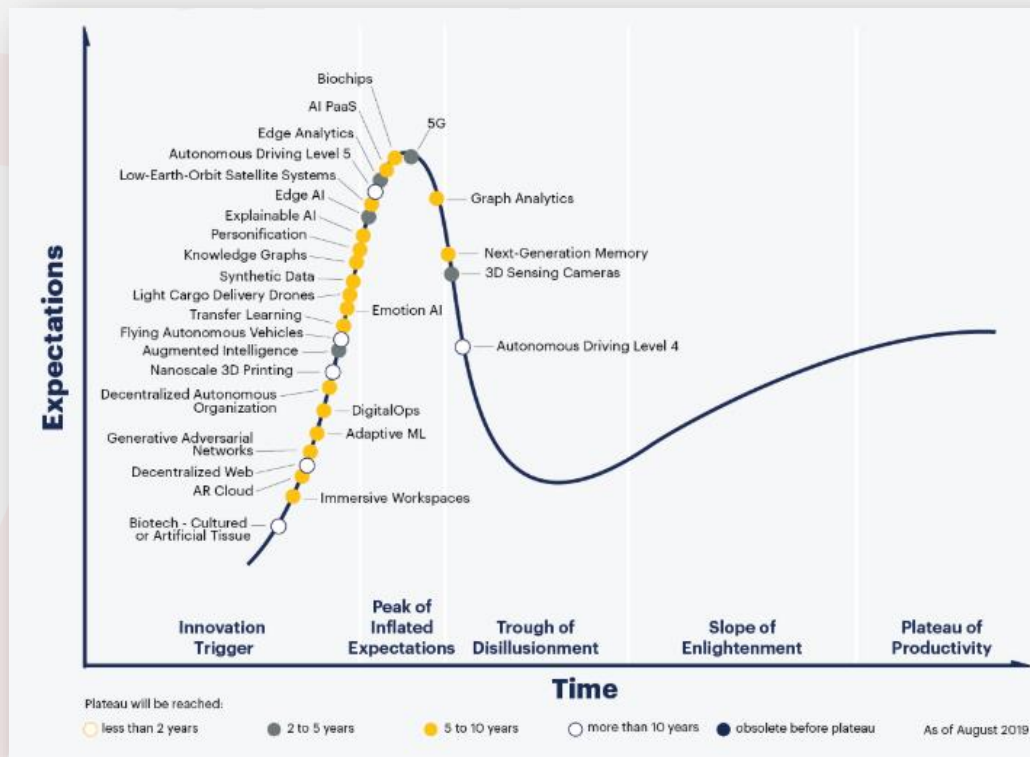 Biochips
AI PaaS
5G
Edge Analytics
Autonomous Driving Level 5
Low-Earth-Orbit Satellite Systems
Edge AI
Graph Analytics
Explainable AI
Personification
Knowledge Graphs
Next-Generation Memory
Synthetic Data
3D Sensing Cameras
Light Cargo Delivery Drones
Emotion AI
Transfer Learning
Flying Autonomous Vehicles
Augmented Intelligence
Autonomous Driving Level 4
Nanoscale 3D Printing
Decentralized Autonomous
Organization
DigitalOps
Adaptive ML
Generative Adversarial
Networks
Decentralized Web
AR Cloud
Immersive Workspaces
Biotech - Cultured
or Artificial Tissue
Expectations
Innovation
Trigger
Peak of
Inflated
Expectations
Trough of
Disillusionment
Slope of
Enlightenment
Plateau of
Productivity
Time
Plateau will be reached:
less than 2 years
2 to 5 years
5 to 10 years
more than 10 years
obsolete before plateau
As of August 2019